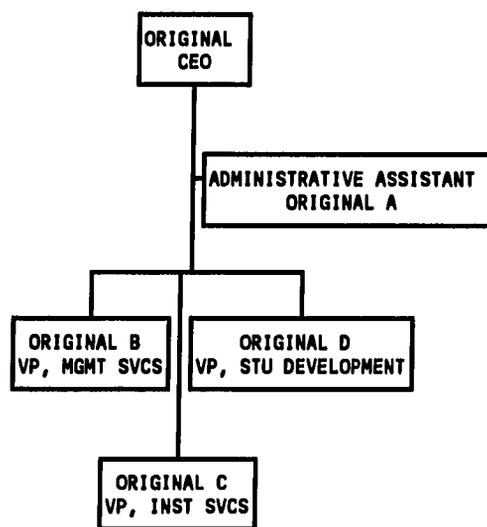 ORIGINAL
CEO
ADMINISTRATIVE ASSISTANT
ORIGINAL A
ORIGINAL B
VP, MGMT SVCS
ORIGINAL D
VP, STU DEVELOPMENT
ORIGINAL C
VP, INST SVCS